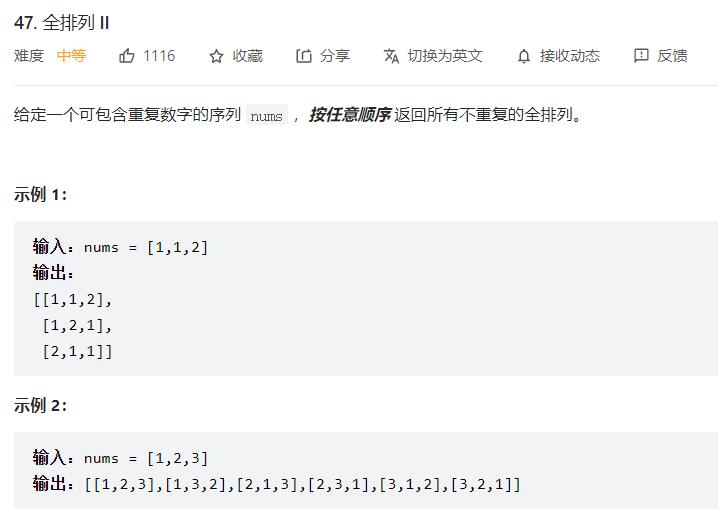 47. 全排列 II
难度 中等 1116 收藏 分享 切换为英文 接收动态 反馈
给定一个可包含重复数字的序列 nums ，按任意顺序 返回所有不重复的全排列。
示例 1：
输入：nums = [1,1,2]
输出：
[[1,1,2],
[1,2,1],
[2,1,1]]
示例 2：
输入：nums = [1,2,3]
输出：[[1,2,3],[1,3,2],[2,1,3],[2,3,1],[3,1,2],[3,2,1]]